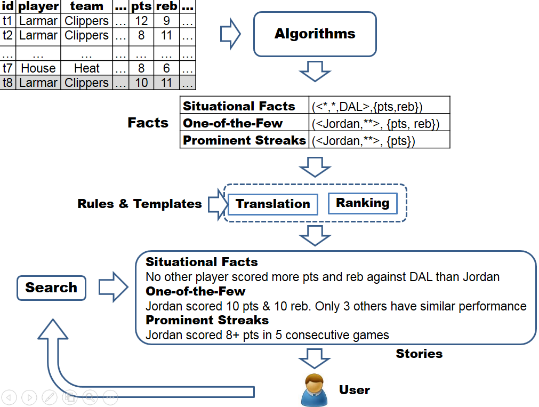 id player team ... pts reb ...
t1 Larmar Clippers ... 12 9 ...
t2 Larmar Clippers ... 8 11 ...
... ... ... ... ... ...
t7 House Heat ... 8 6 ...
t8 Larmar Clippers ... 10 11 ...
Algorithms
Facts
Situational Facts (<*,*,DAL>,{pts,reb})
One-of-the-Few (<Jordan,**>, {pts, reb})
Prominent Streaks (<Jordan,**>, {pts})
Rules & Templates
Translation
Ranking
Search
Situational Facts
No other player scored more pts and reb against DAL than Jordan
One-of-the-Few
Jordan scored 10 pts & 10 reb. Only 3 others have similar performance
Prominent Streaks
Jordan scored 8+ pts in 5 consecutive games
Stories
User